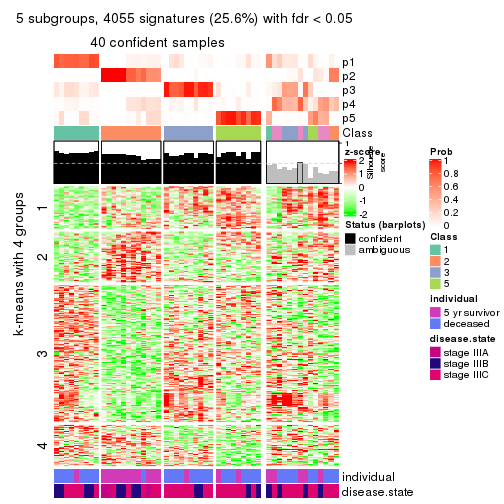 5 subgroups, 4055 signatures (25.6%) with fdr < 0.05
40 confident samples
p1
p2
p3
p4
p5
Class
k-means with 4 groups
1
2
3
4
individual
disease.state
1
0
Silhouette
score
z-score
2
1
0
-1
-2
Status (barplots)
confident
ambiguous
Prob
1
0.8
0.6
0.4
0.2
0
Class
1
2
3
5
individual
5 yr survivor
deceased
disease.state
stage IIIA
stage IIIB
stage IIIC